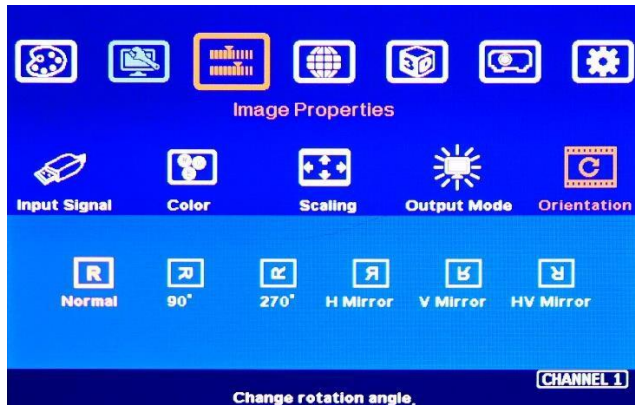 3D
Image Properties
Input Signal
Color
Scaling
Output Mode
Orientation
R
Normal
90°
270°
H Mirror
V Mirror
HV Mirror
CHANNEL 1
Change rotation angle.